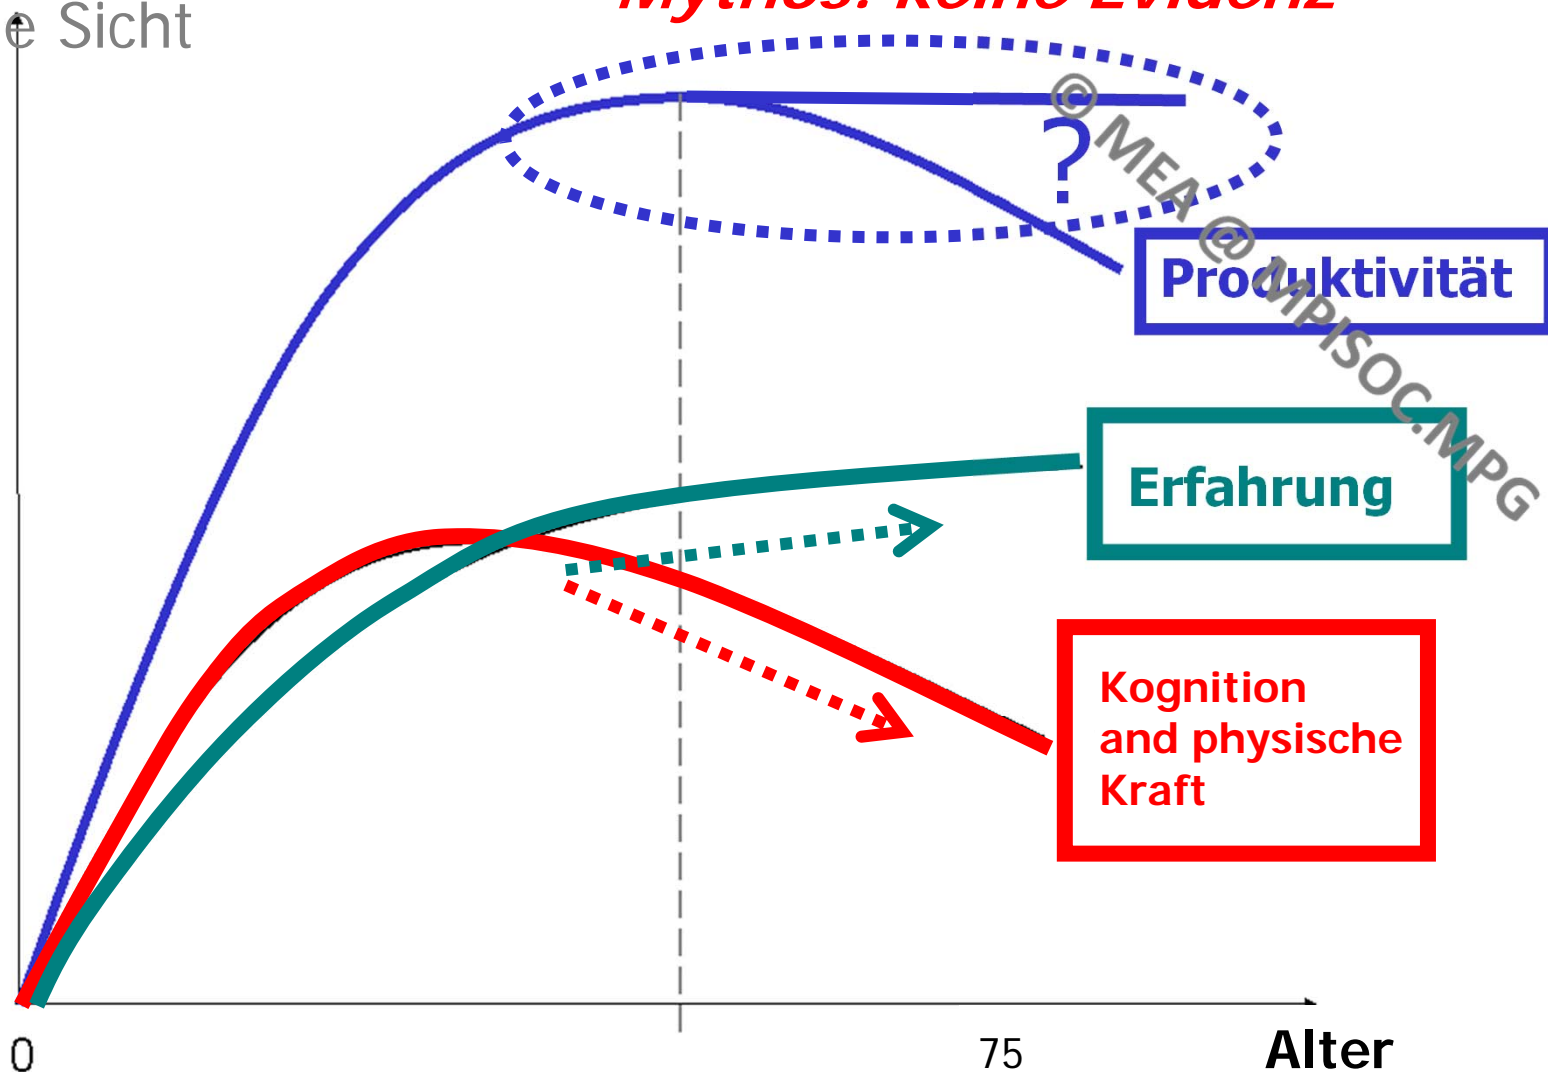 Mythos: Keine Evidenz
e Sicht
?
© MEA @ MPISOC.MPG
Produktivität
Erfahrung
Kognition
and physische
Kraft
0
75
Alter